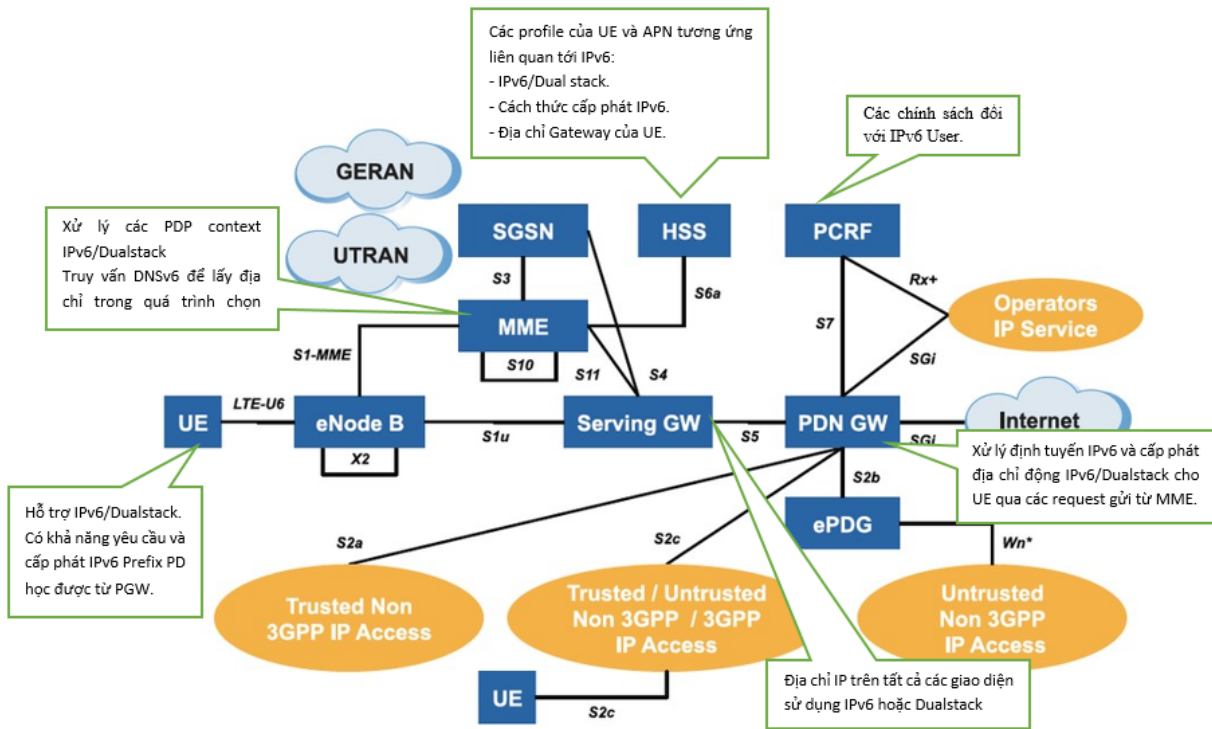 Các profile của UE và APN tương ứng
liên quan tới IPv6:
- IPv6/Dual stack.
- Cách thức cấp phát IPv6.
- Địa chỉ Gateway của UE.
Các chính sách đối
với IPv6 User.
GERAN
UTRAN
Xử lý các PDP context
IPv6/Dualstack
Truy vấn DNSv6 để lấy địa
chỉ trong quá trình chọn
SGSN
HSS
PCRF
S3
S6a
Rx+
Operators
IP Service
MME
S7
S1-MME
S10
S11
S4
SGi
LTE-U6
UE
eNode B
S1u
Serving GW
S5
PDN GW
SGi
Internet
X2
Xử lý định tuyến IPv6 và cấp phát
địa chỉ động IPv6/Dualstack cho
UE qua các request gửi từ MME.
S2b
Hỗ trợ IPv6/Dualstack.
Có khả năng yêu cầu và
cấp phát IPv6 Prefix PD
học được từ PGW.
ePDG
S2a
S2c
Wn*
Trusted Non
3GPP IP Access
Trusted / Untrusted
Non 3GPP / 3GPP
IP Access
Untrusted
Non 3GPP
IP Access
Địa chỉ IP trên tất cả các giao diện
sử dụng IPv6 hoặc Dualstack
UE
S2c